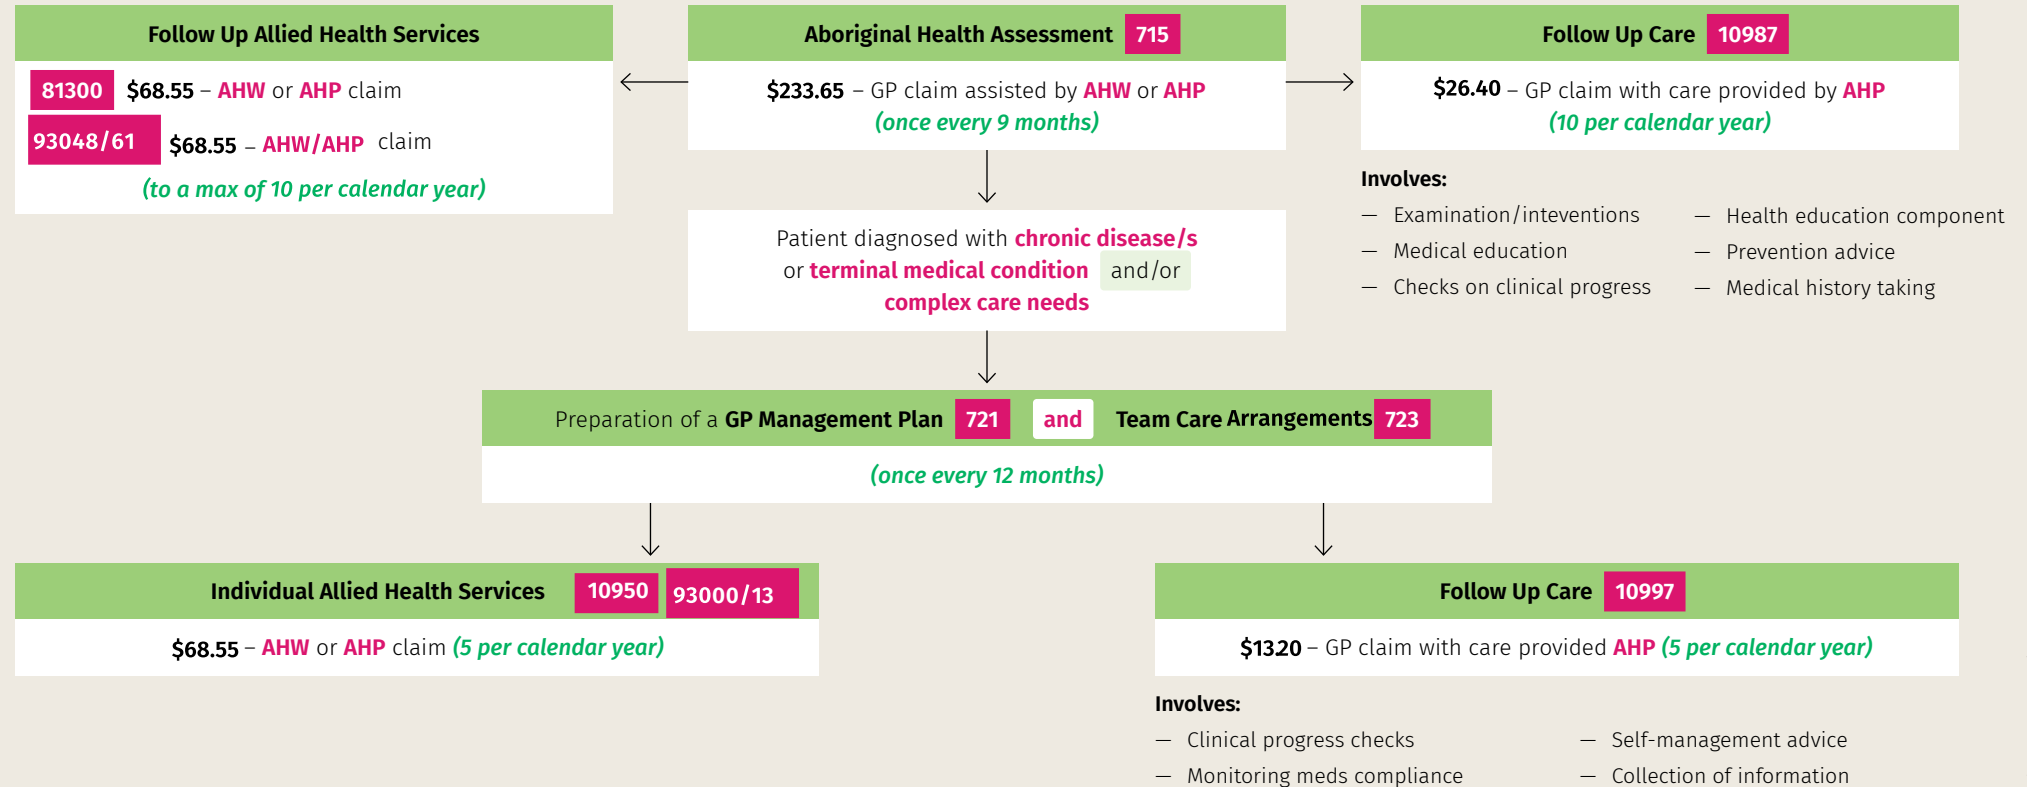 Follow Up Allied Health Services
81300 $68.55 – AHW or AHP claim
93048/61 $68.55 – AHW/AHP claim
(to a max of 10 per calendar year)
Aboriginal Health Assessment 715
$233.65 – GP claim assisted by AHW or AHP
(once every 9 months)
Follow Up Care 10987
$26.40 – GP claim with care provided by AHP
(10 per calendar year)
Involves:
— Examination/inteventions
— Medical education
— Checks on clinical progress
— Health education component
— Prevention advice
— Medical history taking
Patient diagnosed with chronic disease/s
or terminal medical condition and/or
complex care needs
Preparation of a GP Management Plan 721 and Team Care Arrangements 723
(once every 12 months)
Individual Allied Health Services 10950 93000/13
$68.55 – AHW or AHP claim (5 per calendar year)
Follow Up Care 10997
$1320 – GP claim with care provided AHP (5 per calendar year)
Involves:
— Clinical progress checks
— Monitoring meds compliance
— Self-management advice
— Collection of information